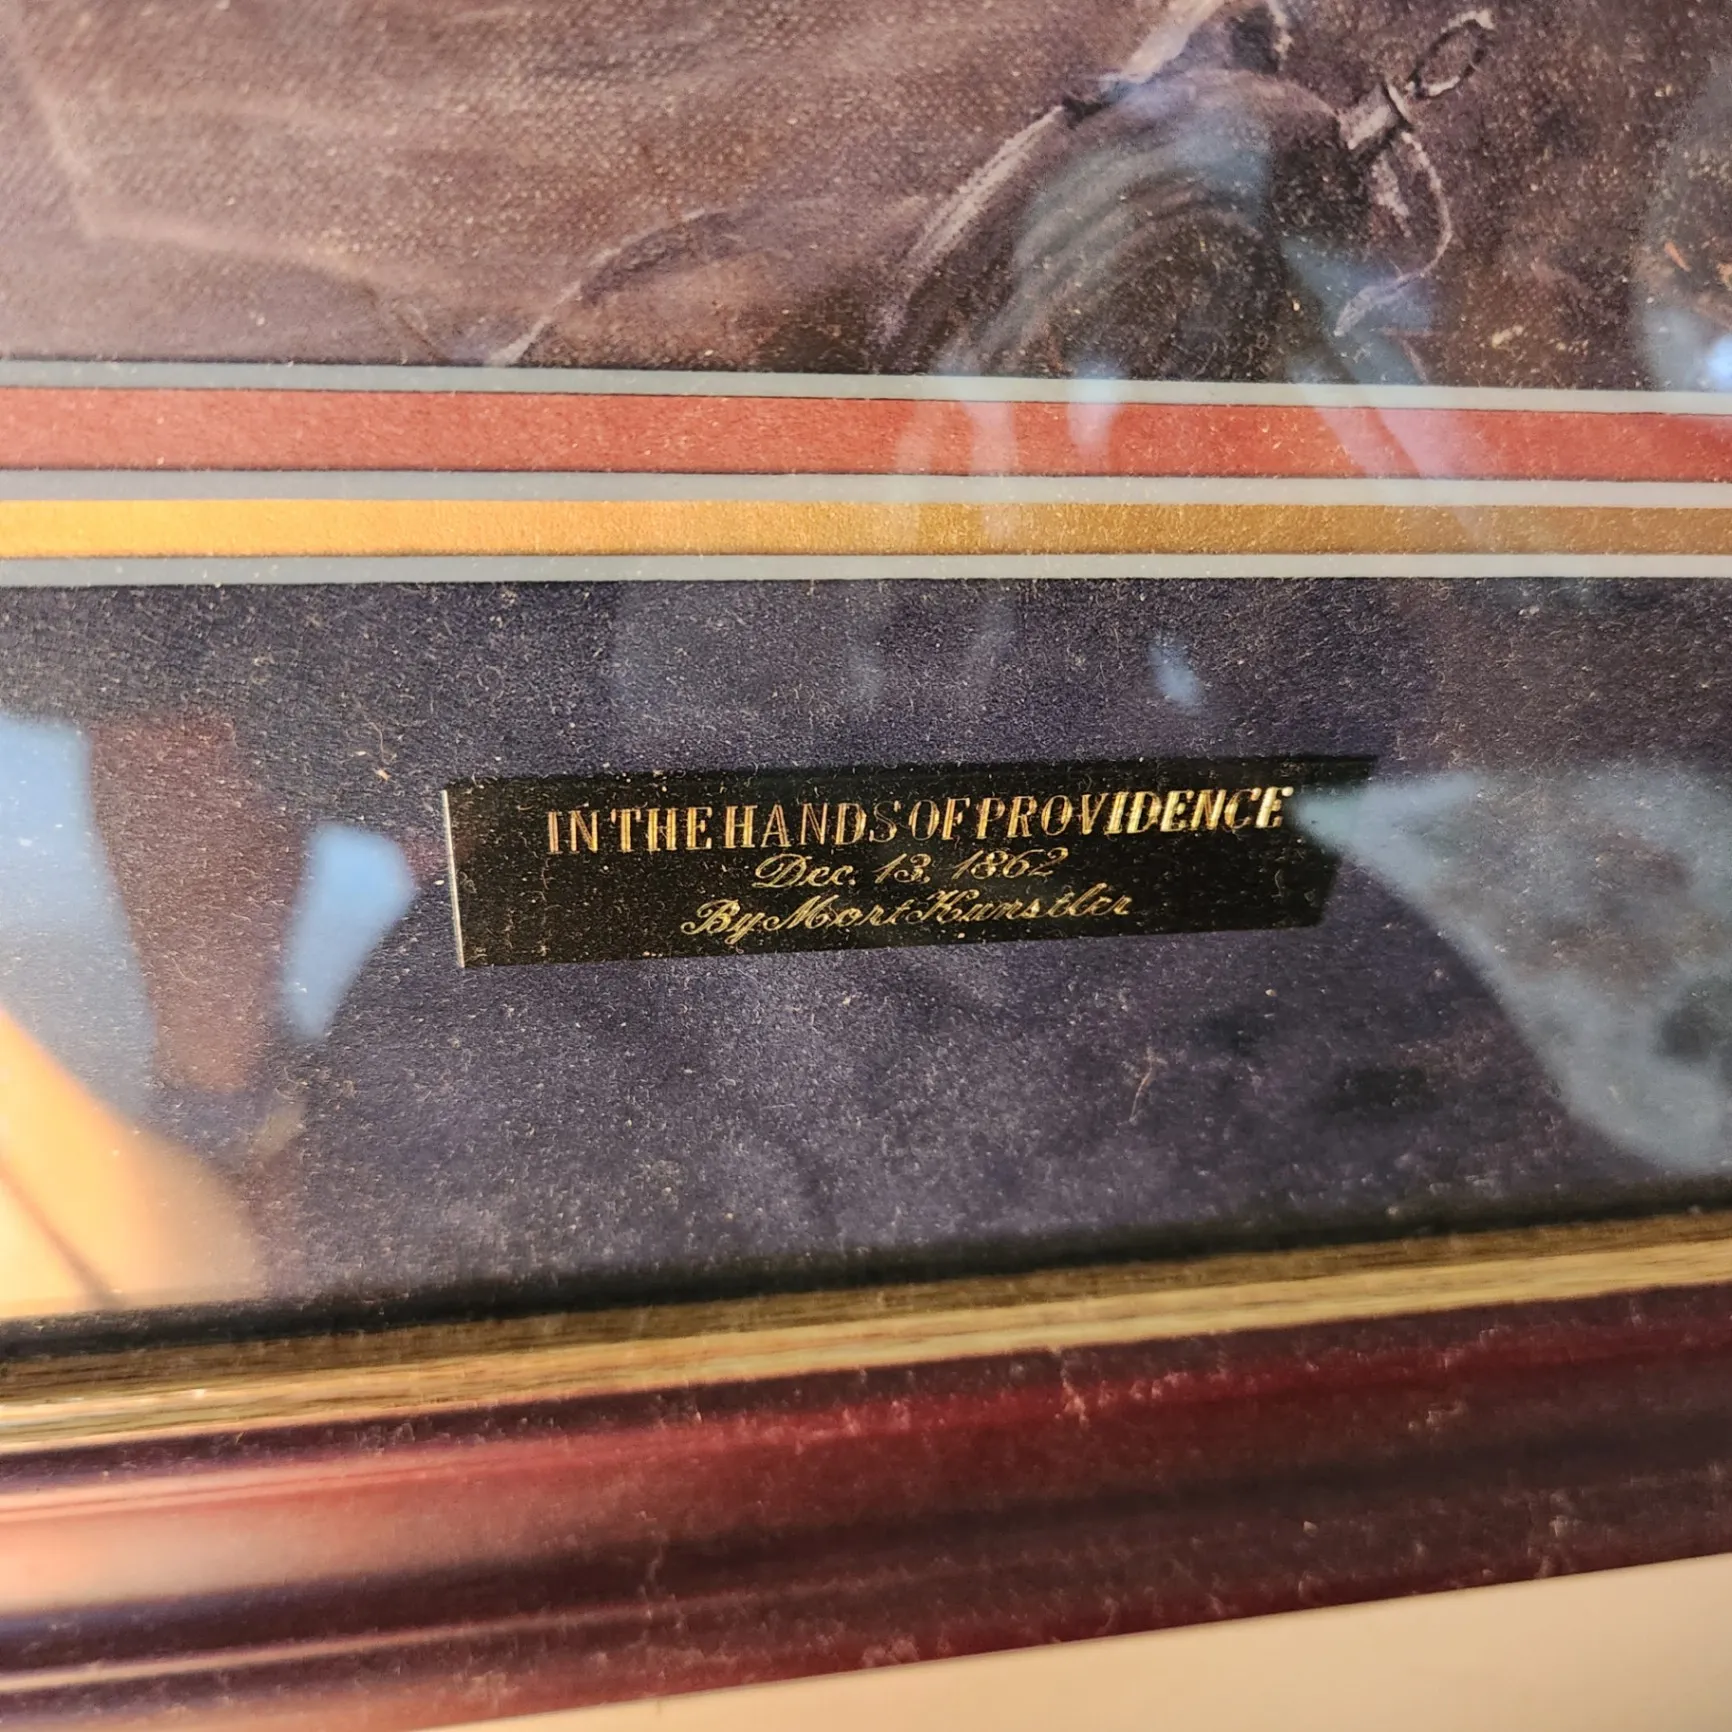 IN THE HANDS OF PROVIDENCE
Dec. 13, 1862
By Mort Kunstler